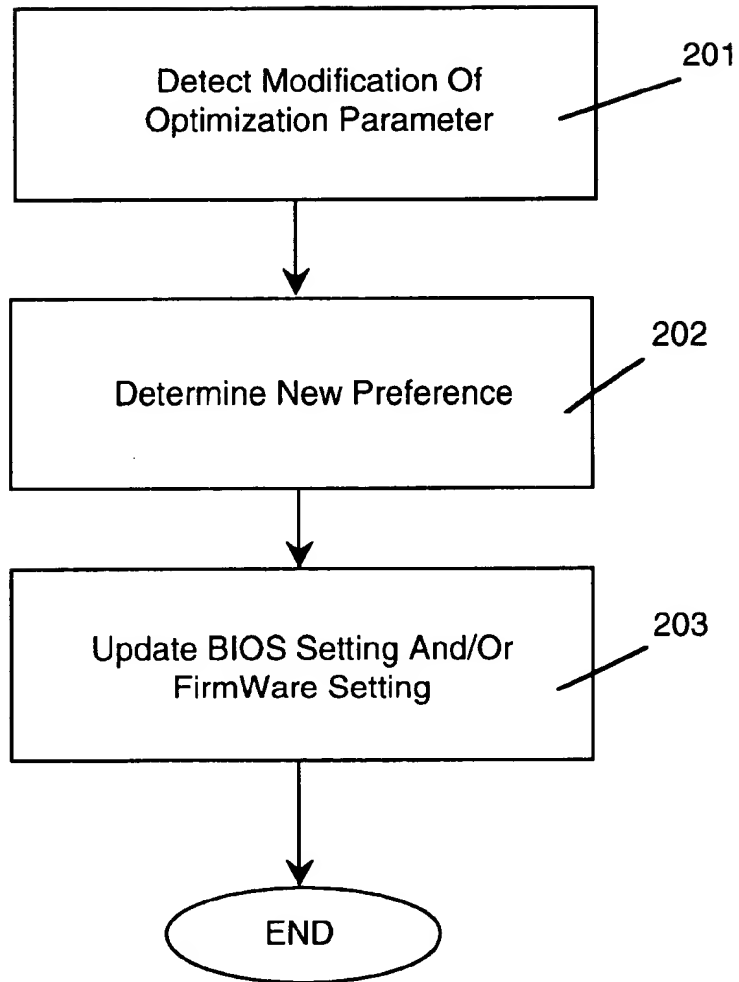 Detect Modification Of
Optimization Parameter
201
Determine New Preference
202
Update BIOS Setting And/Or
FirmWare Setting
203
END